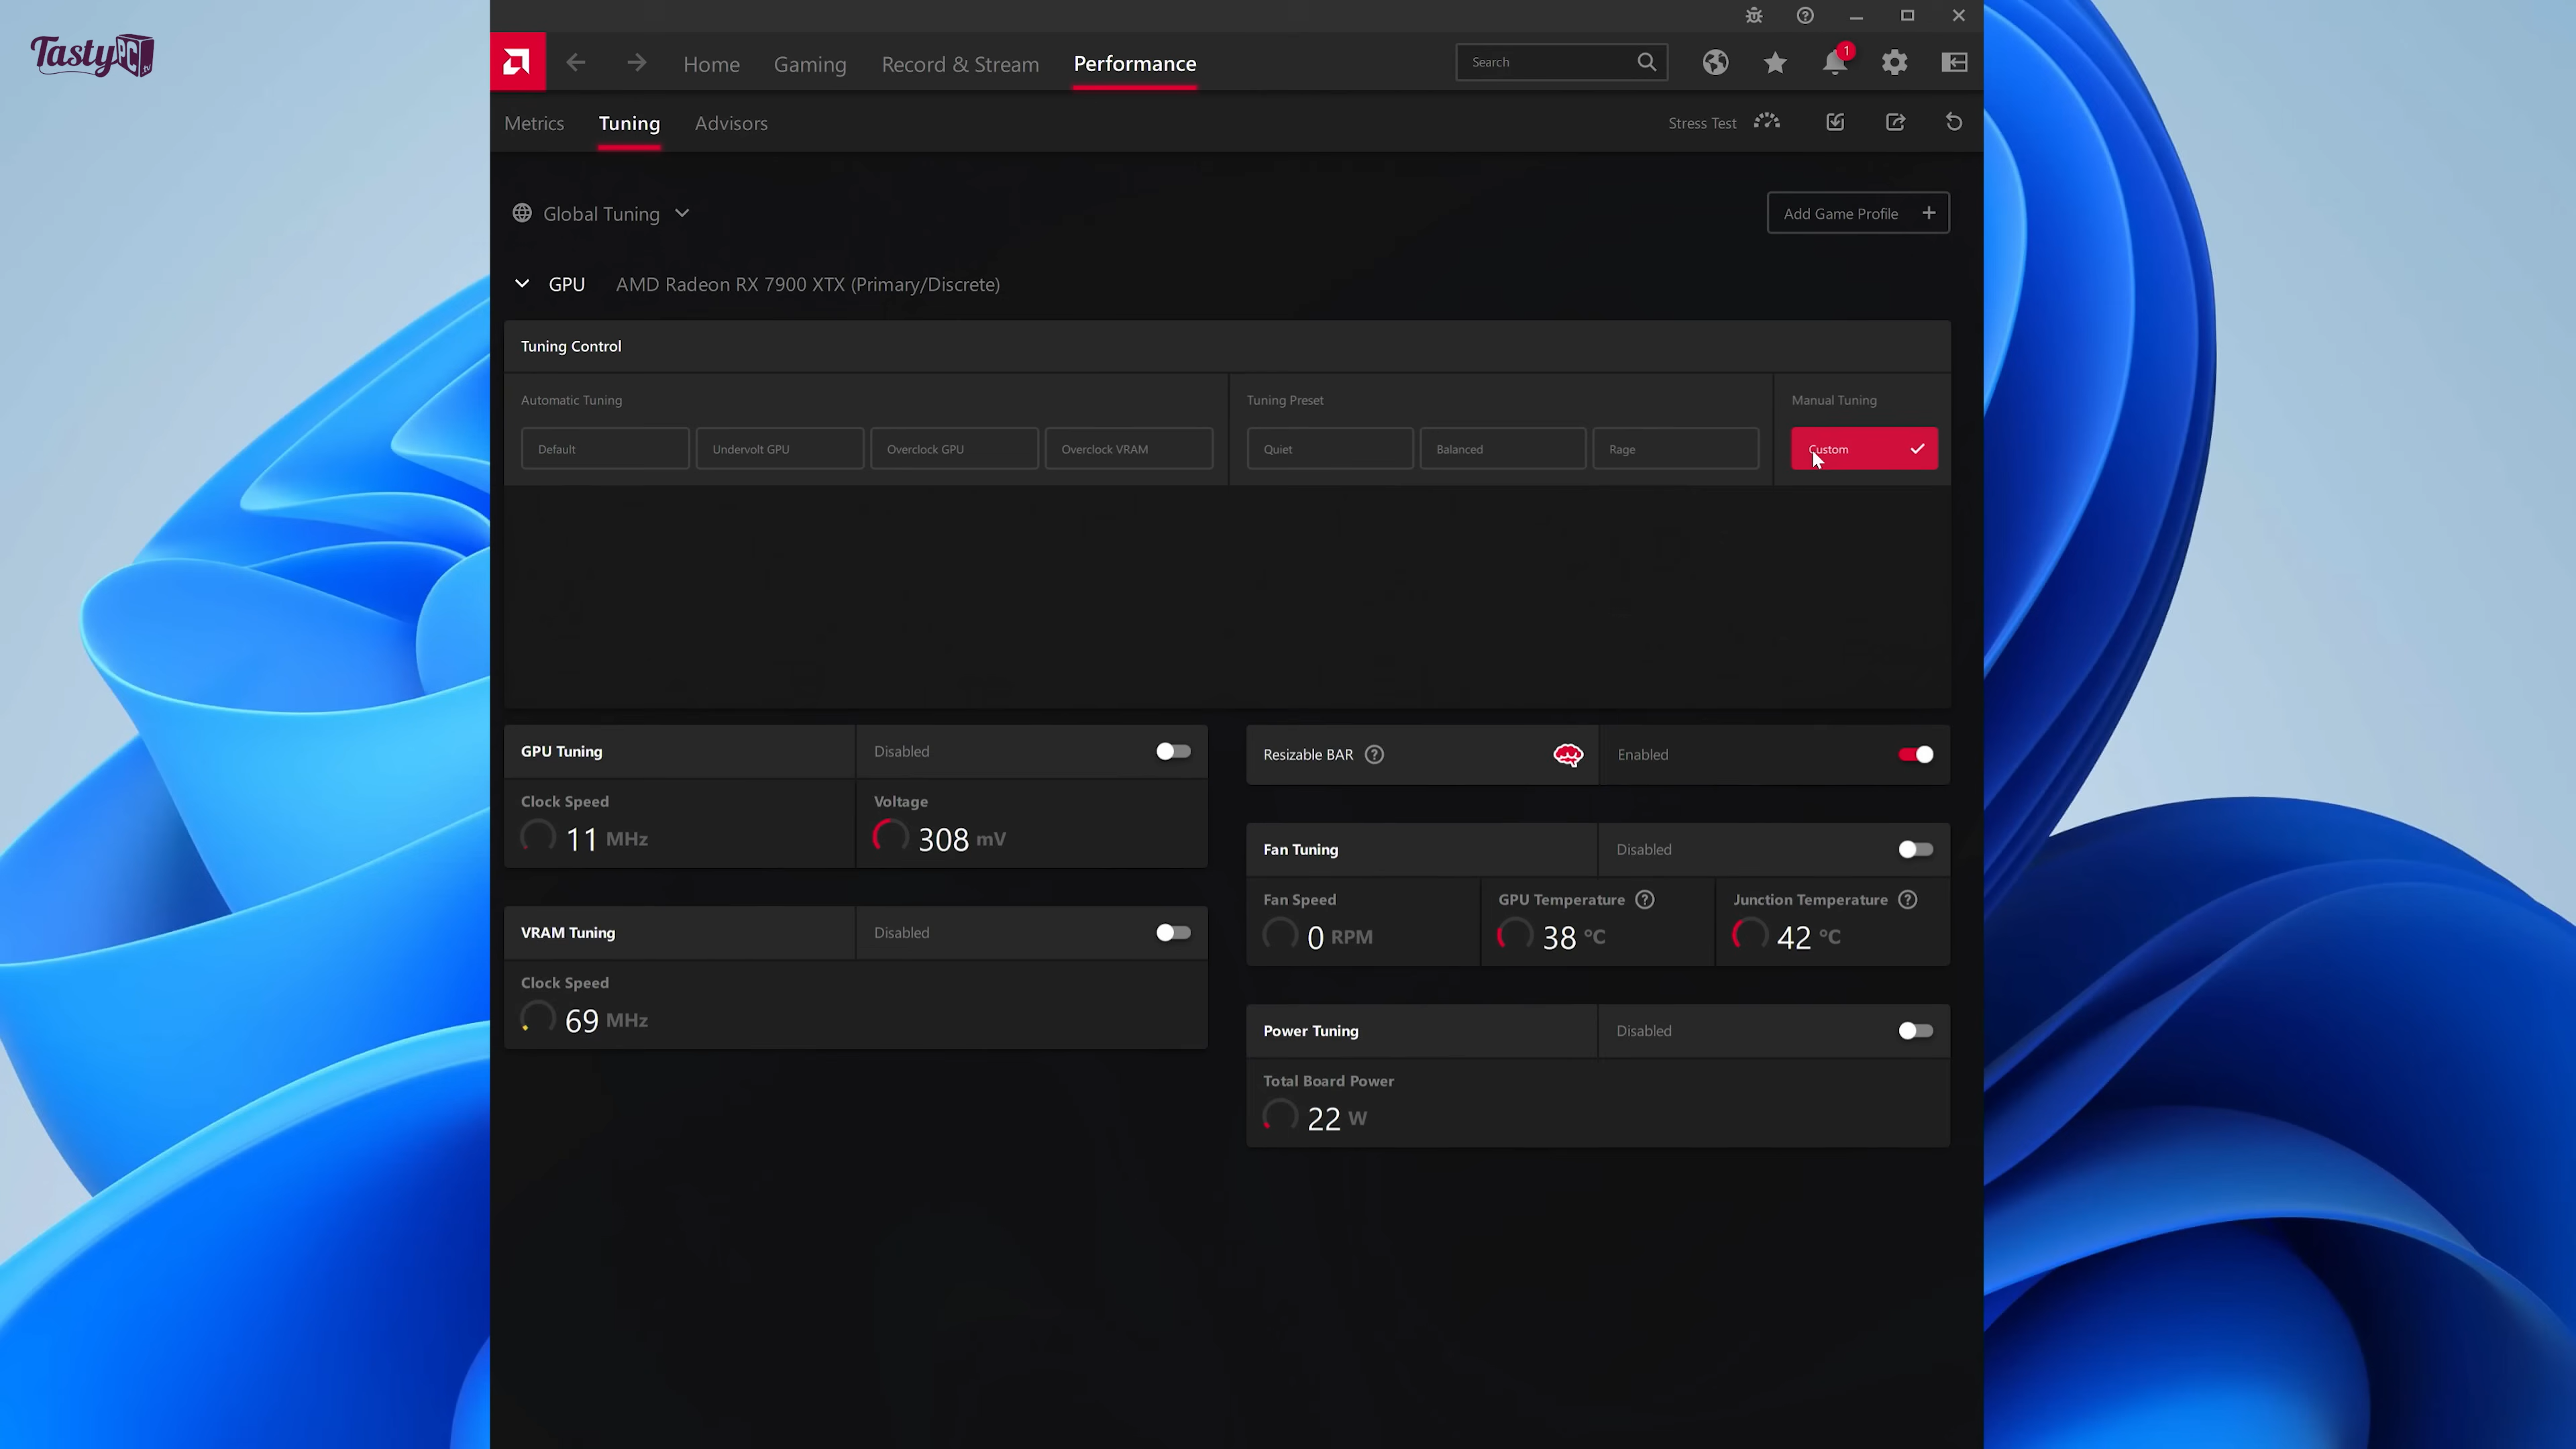 Tasty PC tv
Home Gaming Record & Stream Performance Search 1
Metrics Tuning Advisors Stress Test
Global Tuning Add Game Profile +
GPU AMD Radeon RX 7900 XTX (Primary/Discrete)
Tuning Control
Automatic Tuning Tuning Preset Manual Tuning
Default Undervolt GPU Overclock GPU Overclock VRAM Quiet Balanced Rage Custom
GPU Tuning Disabled
Clock Speed Voltage
11 MHz 308 mV
VRAM Tuning Disabled
Clock Speed
69 MHz
Resizable BAR ? Enabled
Fan Tuning Disabled
Fan Speed GPU Temperature ? Junction Temperature ?
0 RPM 38 °C 42 °C
Power Tuning Disabled
Total Board Power
22 W